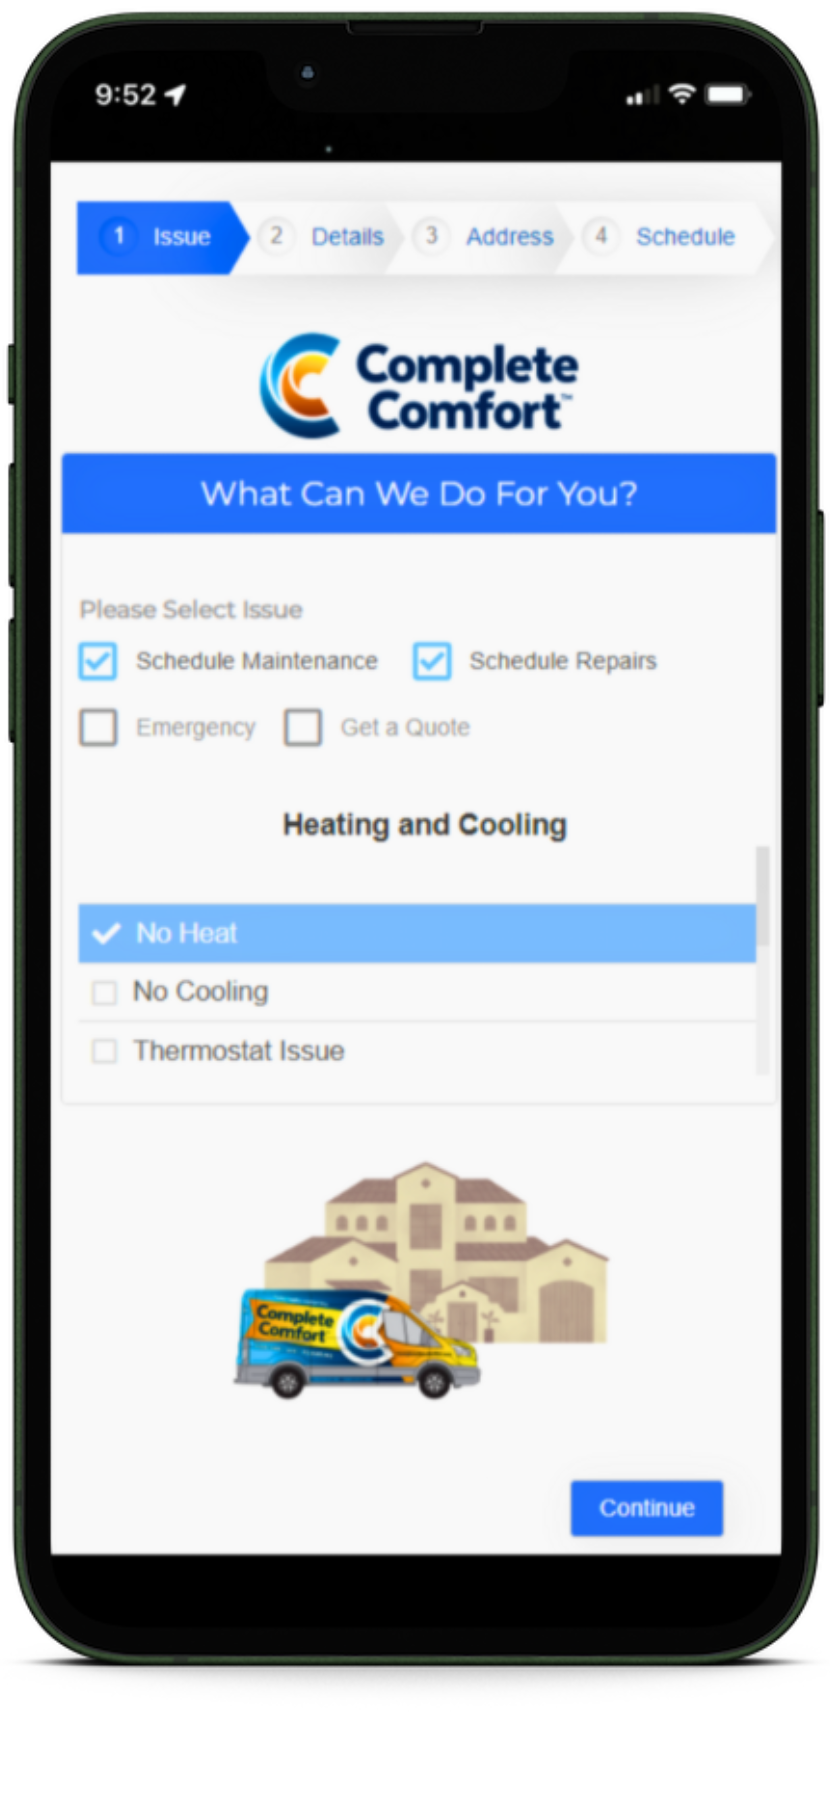 9:52
1 Issue 2 Details 3 Address 4 Schedule
Complete
Comfort™
What Can We Do For You?
Please Select Issue
Schedule Maintenance Schedule Repairs
Emergency Get a Quote
Heating and Cooling
No Heat
No Cooling
Thermostat Issue
Complete
Comfort
Continue